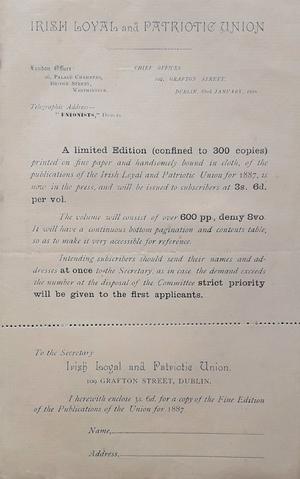 IRISH LOYAL and PATRIOTIC UNION
London Offices:
26, PALACE CHAMBERS,
BRIDGE STREET,
WESTMINSTER.
CHIEF OFFICES
109, GRAFTON STREET,
DUBLIN, 23rd JANUARY, 1888.
Telegraphic Address—
"UNIONISTS," DUBLIN.
A limited Edition (confined to 300 copies)
printed on fine paper and handsomely bound in cloth, of the
publications of the Irish Loyal and Patriotic Union for 1887, is
now in the press, and will be issued to subscribers at 3s. 6d.
per vol.
The volume will consist of over 600 pp., demy 8vo.
It will have a continuous bottom pagination and contents table,
so as to make it very accessible for reference.
Intending subscribers should send their names and ad-
dresses at once to the Secretary, as in case the demand exceeds
the number at the disposal of the Committee strict priority
will be given to the first applicants.
To the Secretary
Irish Loyal and Patriotic Union.
109 GRAFTON STREET, DUBLIN.
I herewith enclose 3s. 6d. for a copy of the Fine Edition
of the Publications of the Union for 1887.
Name,
Address,